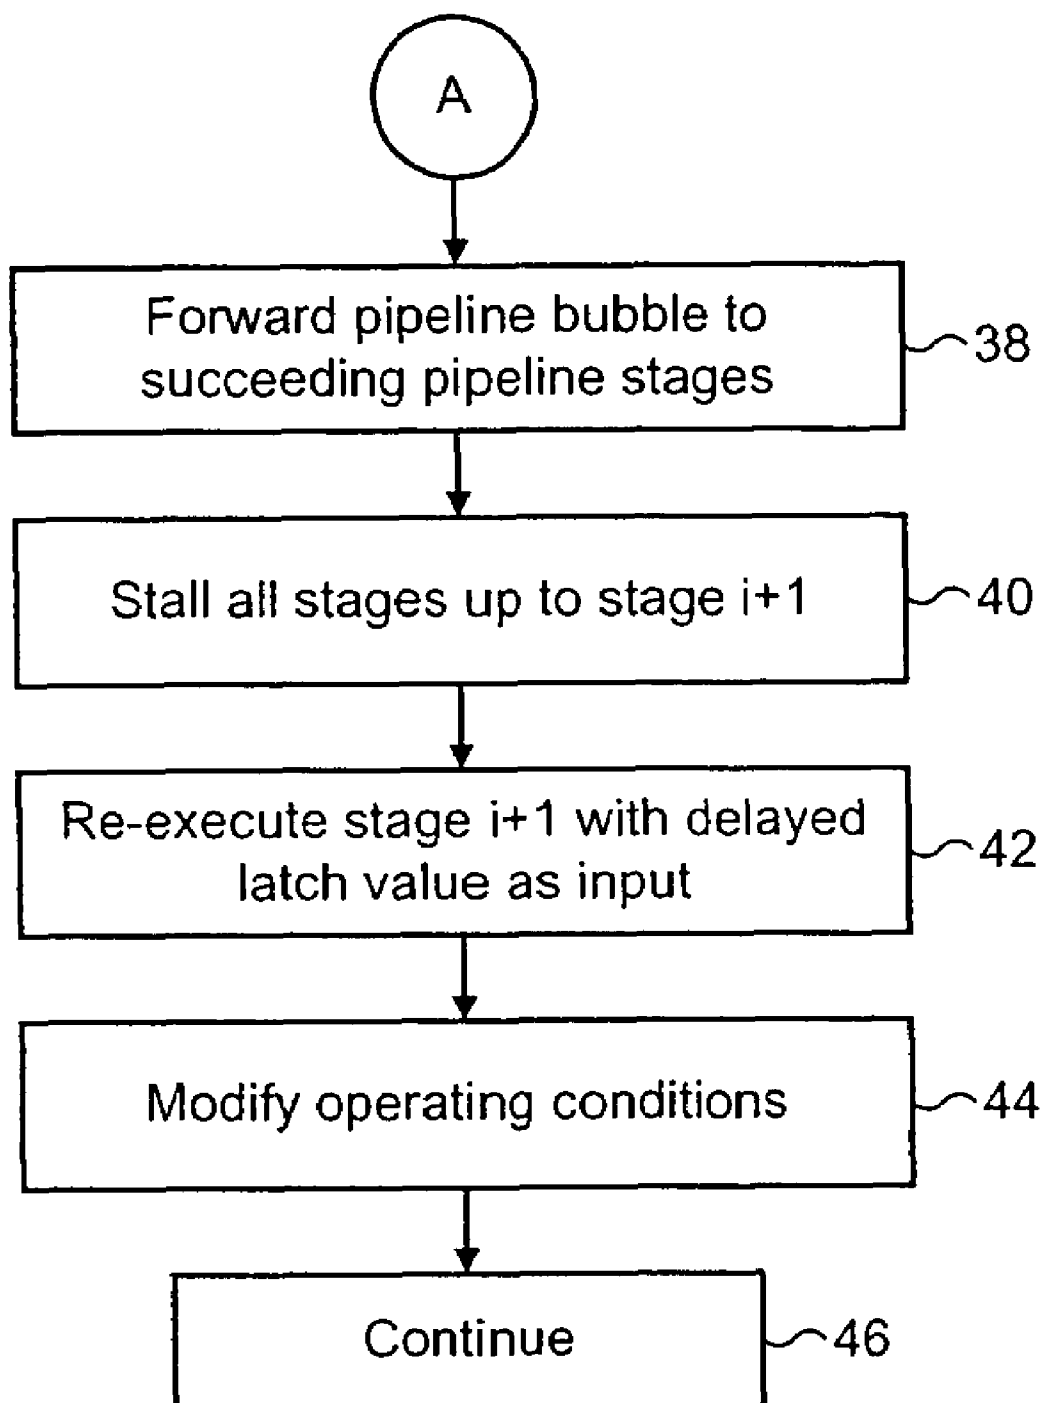 A
Forward pipeline bubble to
succeeding pipeline stages
38
Stall all stages up to stage i+1
40
Re-execute stage i+1 with delayed
latch value as input
42
Modify operating conditions
44
Continue
46